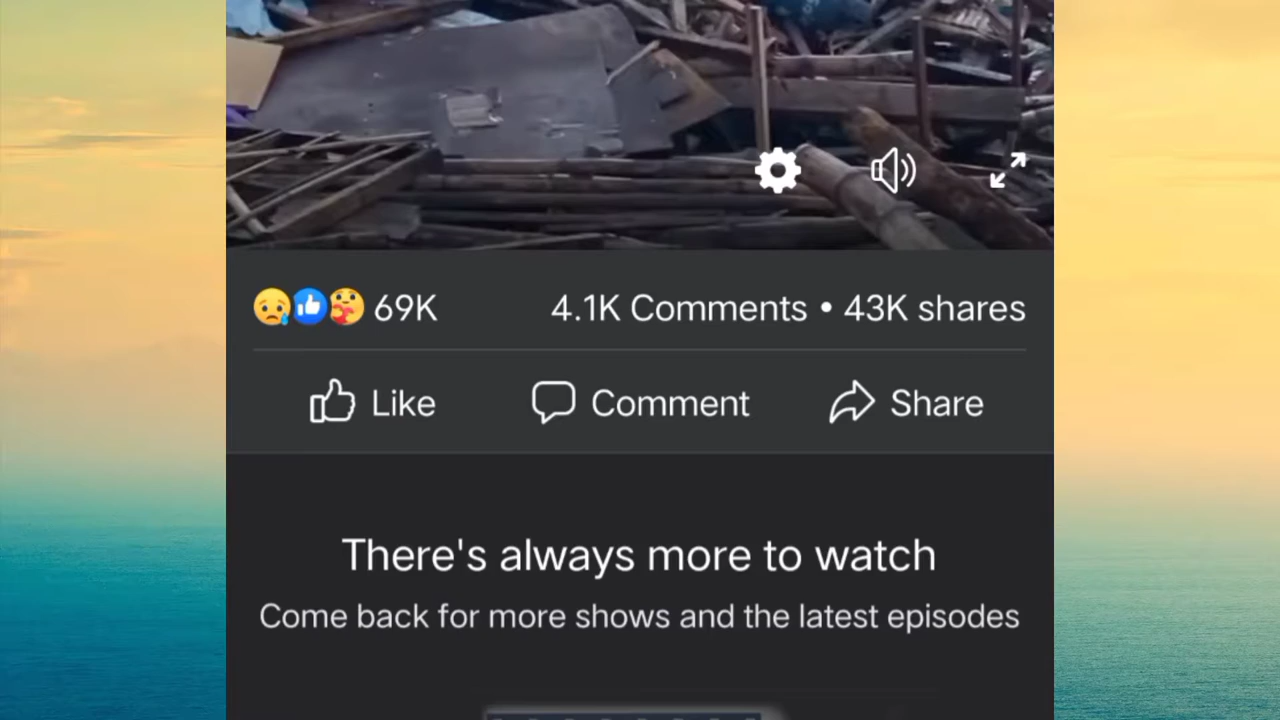 69K 4.1K Comments • 43K shares
Like Comment Share
There's always more to watch
Come back for more shows and the latest episodes